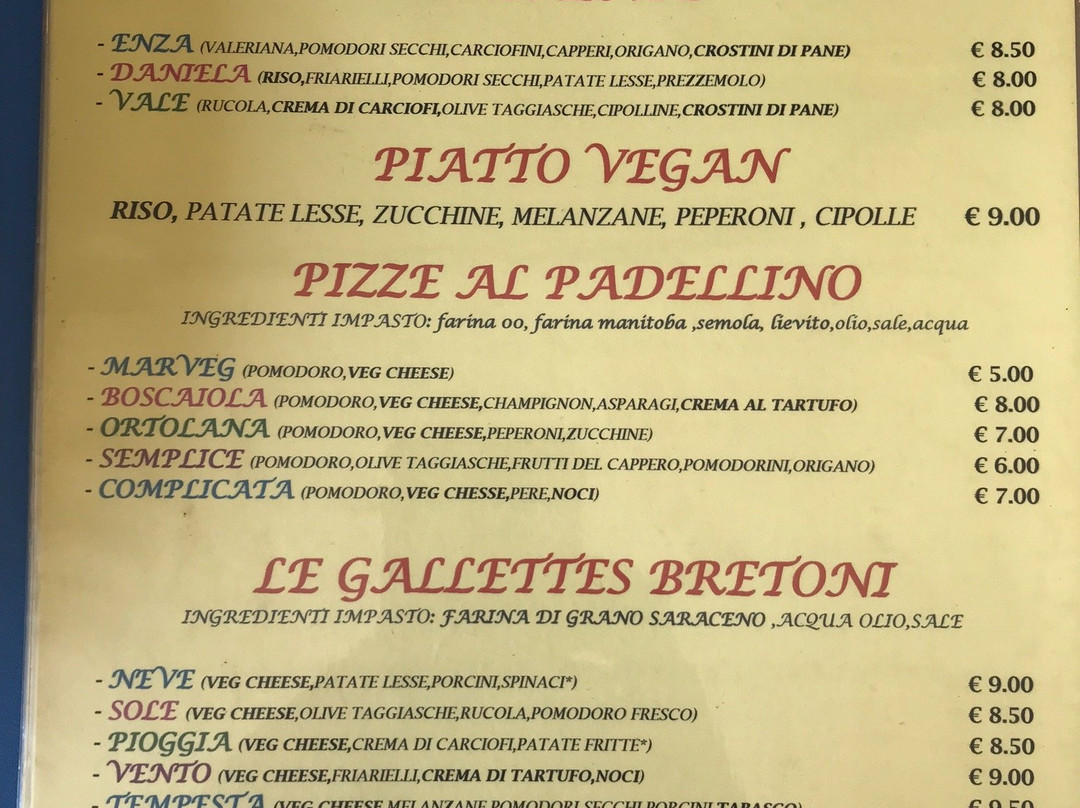 - ENZA (VALERIANA,POMODORI SECCHI,CARCIOFINI,CAPPERI,ORIGANO,CROSTINI DI PANE) € 8.50
- DANIELA (RISO,FRIARIELLI,POMODORI SECCHI,PATATE LESSE,PREZZEMOLO) € 8.00
- VALE (RUCOLA,CREMA DI CARCIOFI,OLIVE TAGGIASCHE,CIPOLLINE,CROSTINI DI PANE) € 8.00
PIATTO VEGAN
RISO, PATATE LESSE, ZUCCHINE, MELANZANE, PEPERONI , CIPOLLE € 9.00
PIZZE AL PADELLINO
INGREDIENTI IMPASTO: farina 00, farina manitoba ,semola, lievito,olio,sale,acqua
- MARVEG (POMODORO,VEG CHEESE) € 5.00
- BOSCAIOLA (POMODORO,VEG CHEESE,CHAMPIGNON,ASPARAGI,CREMA AL TARTUFO) € 8.00
- ORTOLANA (POMODORO,VEG CHEESE,PEPERONI,ZUCCHINE) € 7.00
- SEMPLICE (POMODORO,OLIVE TAGGIASCHE,FRUTTI DEL CAPPERO,POMODORINI,ORIGANO) € 6.00
- COMPLICATA (POMODORO,VEG CHESSE,PERE,NOCI) € 7.00
LE GALLETTES BRETONI
INGREDIENTI IMPASTO: FARINA DI GRANO SARACENO ,ACQUA OLIO,SALE
- NEVE (VEG CHEESE,PATATE LESSE,PORCINI,SPINACI*) € 9.00
- SOLE (VEG CHEESE,OLIVE TAGGIASCHE,RUCOLA,POMODORO FRESCO) € 8.50
- PIOGGIA (VEG CHEESE,CREMA DI CARCIOFI,PATATE FRITTE*) € 8.50
- VENTO (VEG CHEESE,FRIARIELLI,CREMA DI TARTUFO,NOCI) € 9.00
- TEMPESTA (VEG CHEESE,MELANZANE,POMODORI SECCHI,PORCINI,TABASCO)